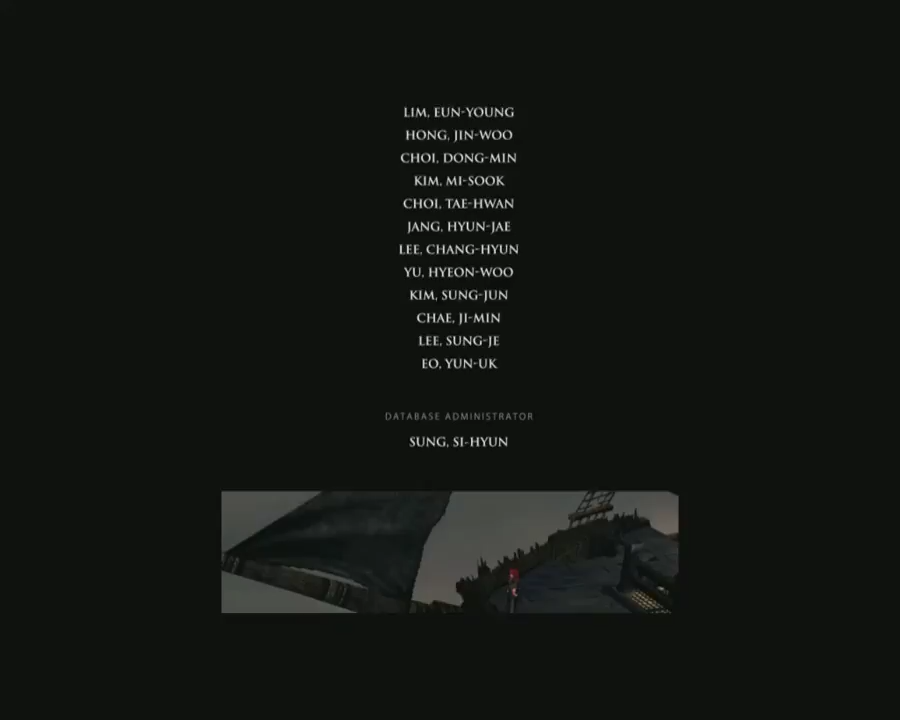 LIM, EUN-YOUNG
HONG, JIN-WOO
CHOI, DONG-MIN
KIM, MI-SOOK
CHOI, TAE-HWAN
JANG, HYUN-JAE
LEE, CHANG-HYUN
YU, HYEON-WOO
KIM, SUNG-JUN
CHAE, JI-MIN
LEE, SUNG-JE
EO, YUN-UK
DATABASE ADMINISTRATOR
SUNG, SI-HYUN